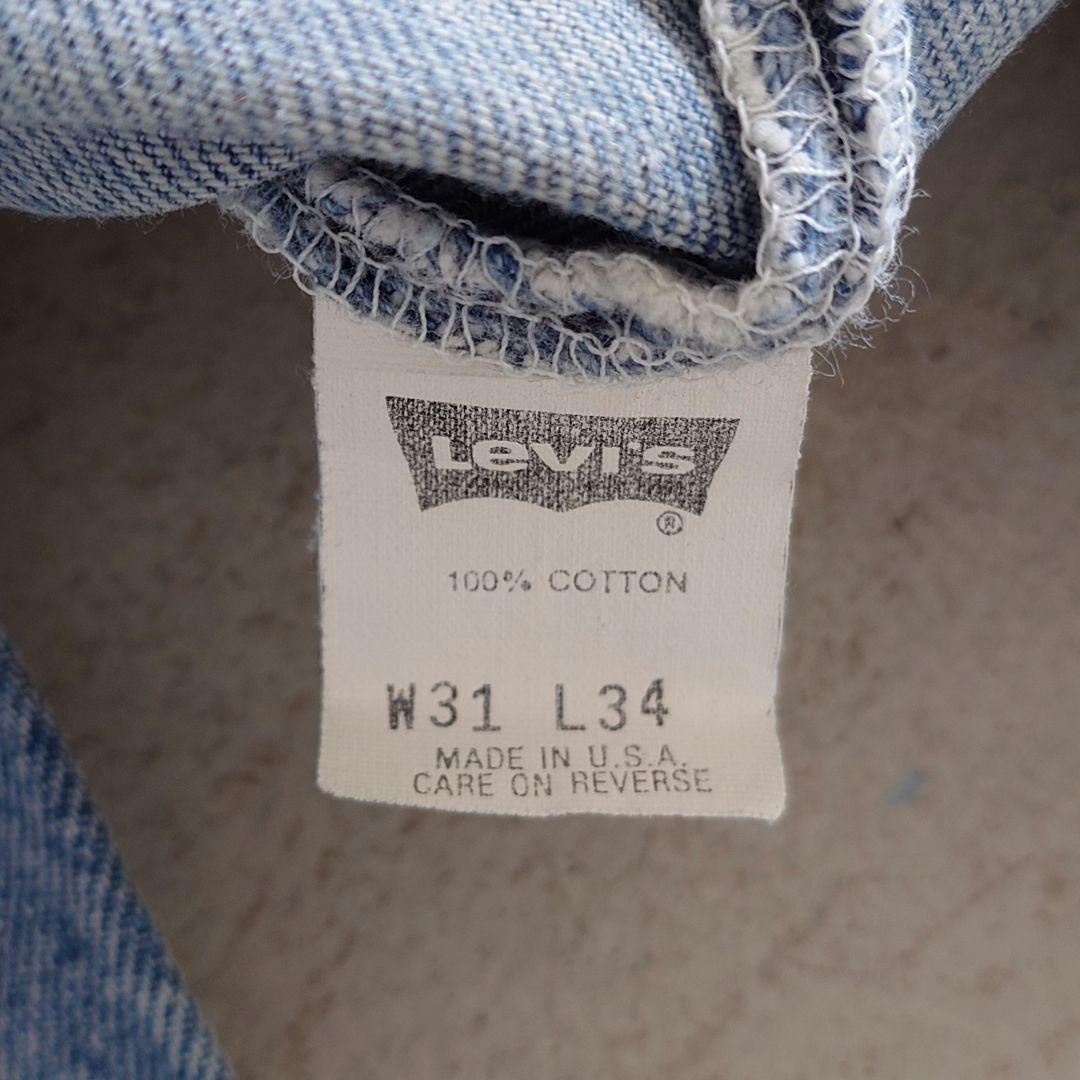 Levi's
®
100% COTTON
W31 L34
MADE IN U.S.A.
CARE ON REVERSE